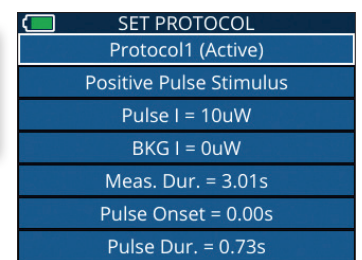 SET PROTOCOL
Protocol1 (Active)
Positive Pulse Stimulus
Pulse I = 10uW
BKG I = 0uW
Meas. Dur. = 3.01s
Pulse Onset = 0.00s
Pulse Dur. = 0.73s